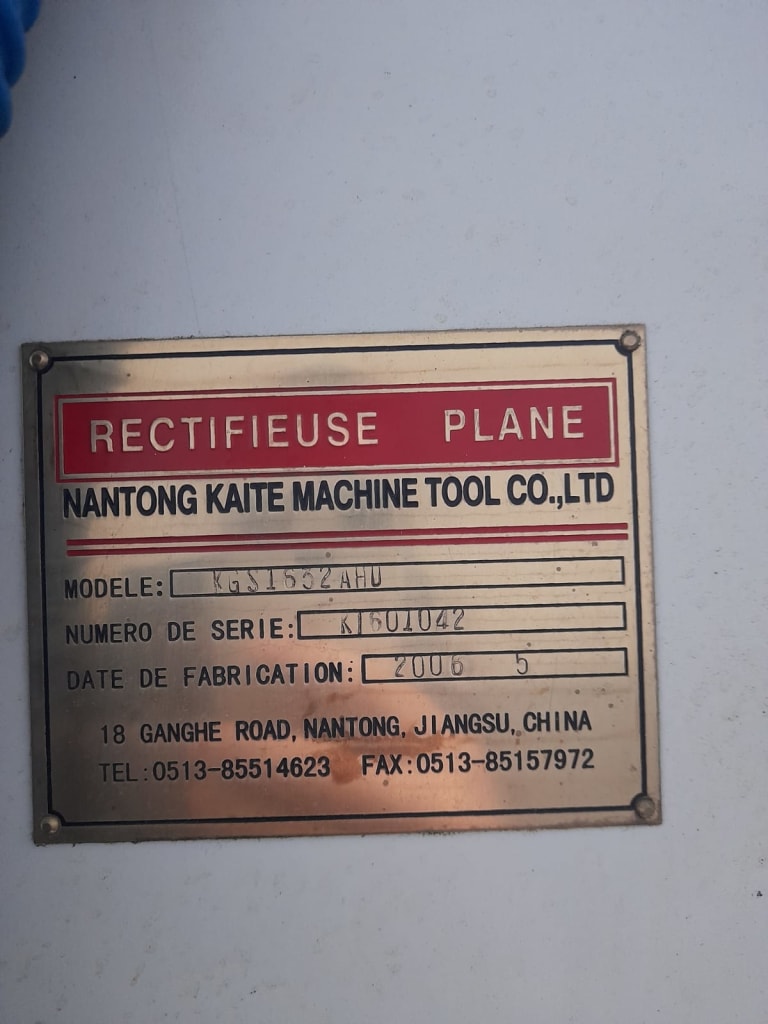 RECTIFIEUSE PLANE
NANTONG KAITE MACHINE TOOL CO.,LTD
MODELE: KGS1632AHD
NUMERO DE SERIE: K1601042
DATE DE FABRICATION: 2006 5
18 GANGHE ROAD, NANTONG, JIANGSU, CHINA
TEL:0513-85514623 FAX:0513-85157972